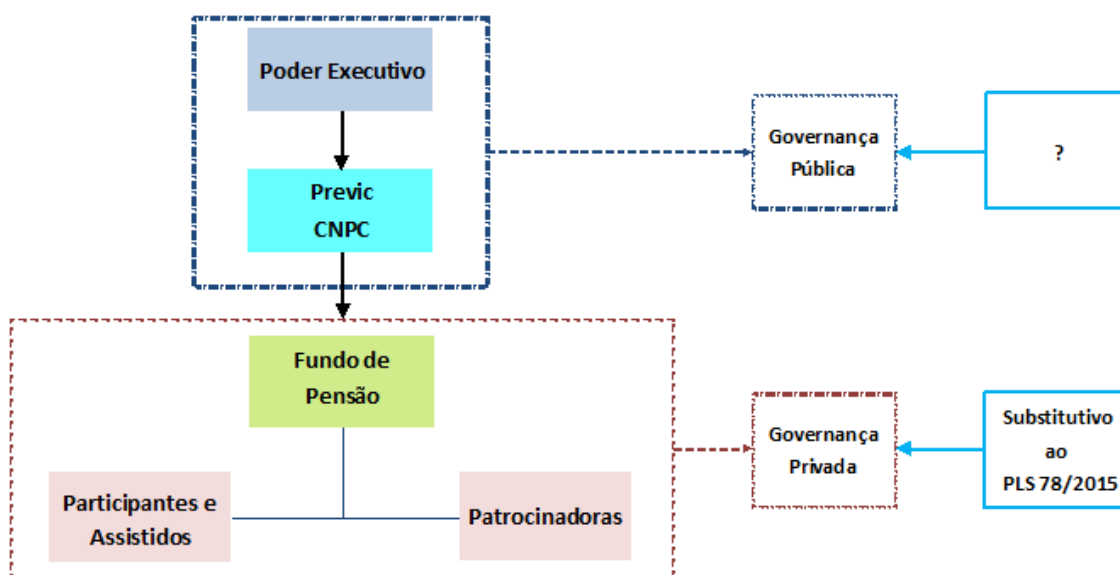 Poder Executivo
Previc
CNPC
Governança
Pública
?
Fundo de
Pensão
Participantes e
Assistidos
Patrocinadoras
Governança
Privada
Substitutivo
ao
PLS 78/2015